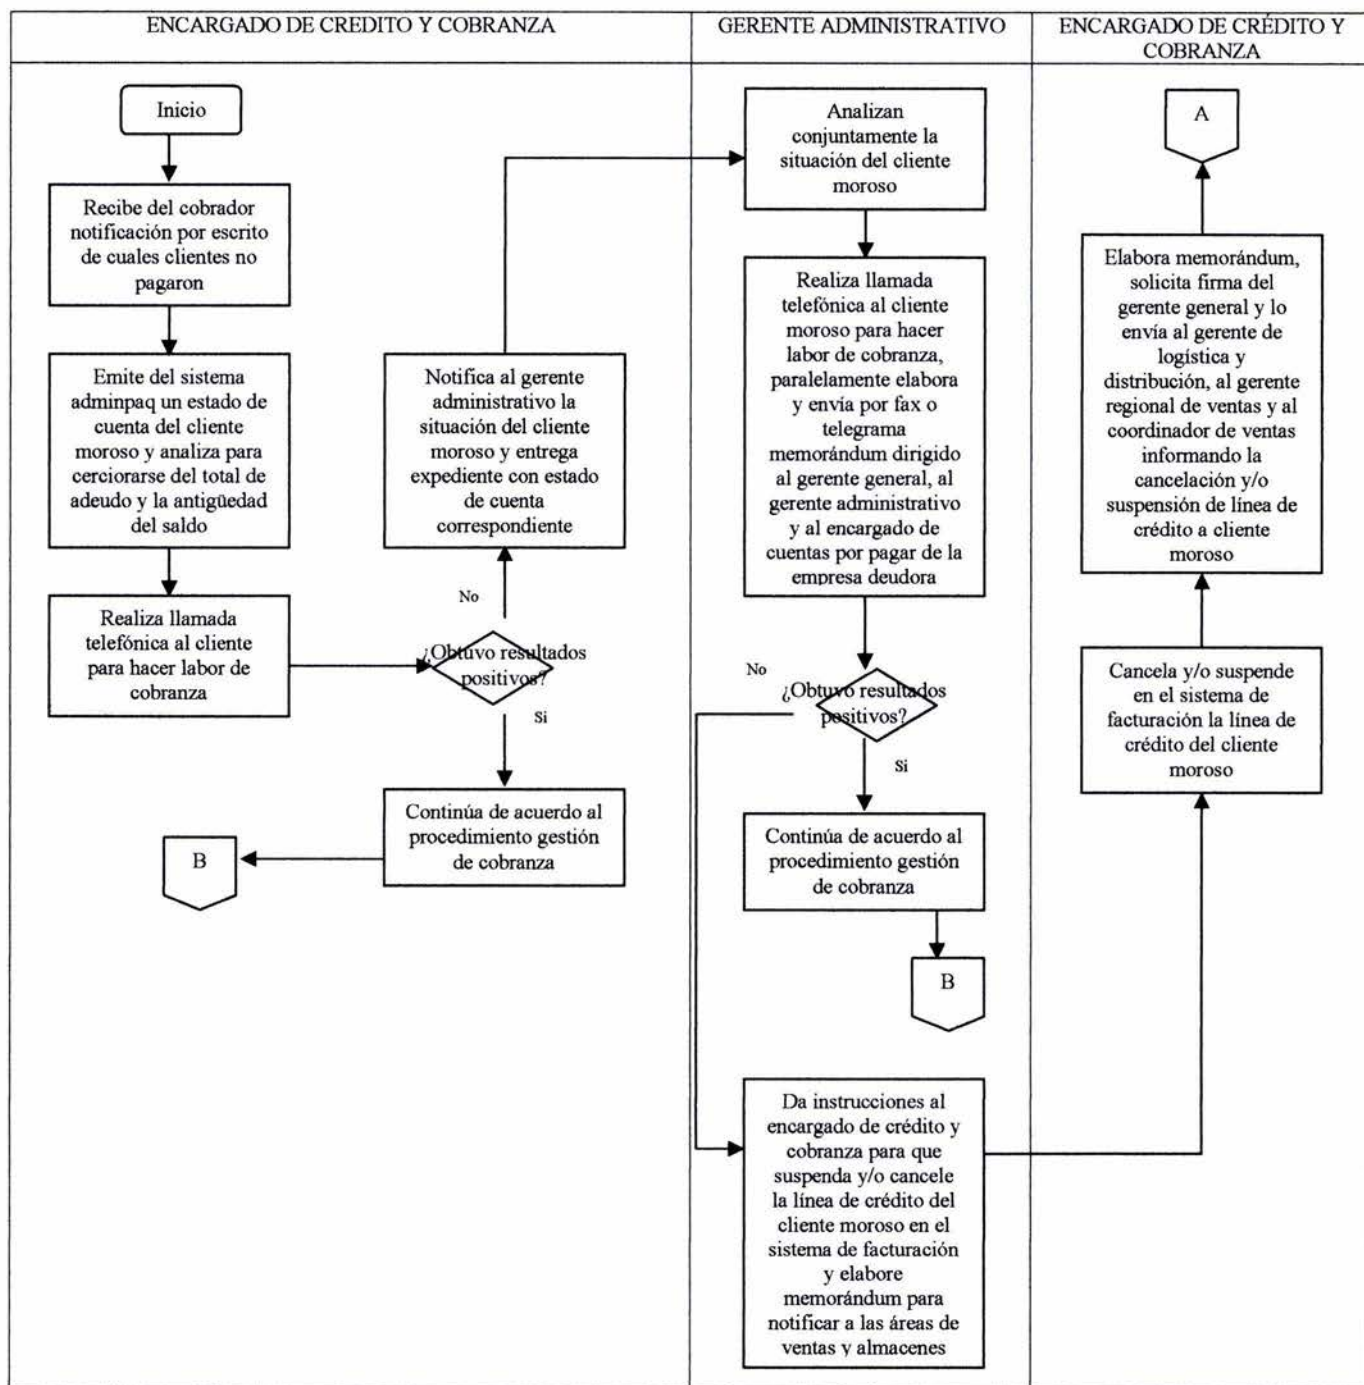 ENCARGADO DE CREDITO Y COBRANZA
GERENTE ADMINISTRATIVO
ENCARGADO DE CRÉDITO Y
COBRANZA
Inicio
Recibe del cobrador
notificación por escrito
de cuales clientes no
pagaron
Emite del sistema
adminpaq un estado de
cuenta del cliente
moroso y analiza para
cerciorarse del total de
adeudo y la antigüedad
del saldo
Realiza llamada
telefónica al cliente
para hacer labor de
cobranza
¿Obtuvo resultados
positivos?
No
Si
Notifica al gerente
administrativo la
situación del cliente
moroso y entrega
expediente con estado
de cuenta
correspondiente
Continúa de acuerdo al
procedimiento gestión
de cobranza
B
Analizan
conjuntamente la
situación del cliente
moroso
Realiza llamada
telefónica al cliente
moroso para hacer
labor de cobranza,
paralelamente elabora
y envía por fax o
telegrama
memorándum dirigido
al gerente general, al
gerente administrativo
y al encargado de
cuentas por pagar de la
empresa deudora
No
¿Obtuvo resultados
positivos?
Si
Continúa de acuerdo al
procedimiento gestión
de cobranza
B
Da instrucciones al
encargado de crédito y
cobranza para que
suspenda y/o cancele
la línea de crédito del
cliente moroso en el
sistema de facturación
y elabore
memorándum para
notificar a las áreas de
ventas y almacenes
Cancela y/o suspende
en el sistema de
facturación la línea de
crédito del cliente
moroso
Elabora memorándum,
solicita firma del
gerente general y lo
envía al gerente de
logística y
distribución, al gerente
regional de ventas y al
coordinador de ventas
informando la
cancelación y/o
suspensión de línea de
crédito a cliente
moroso
A